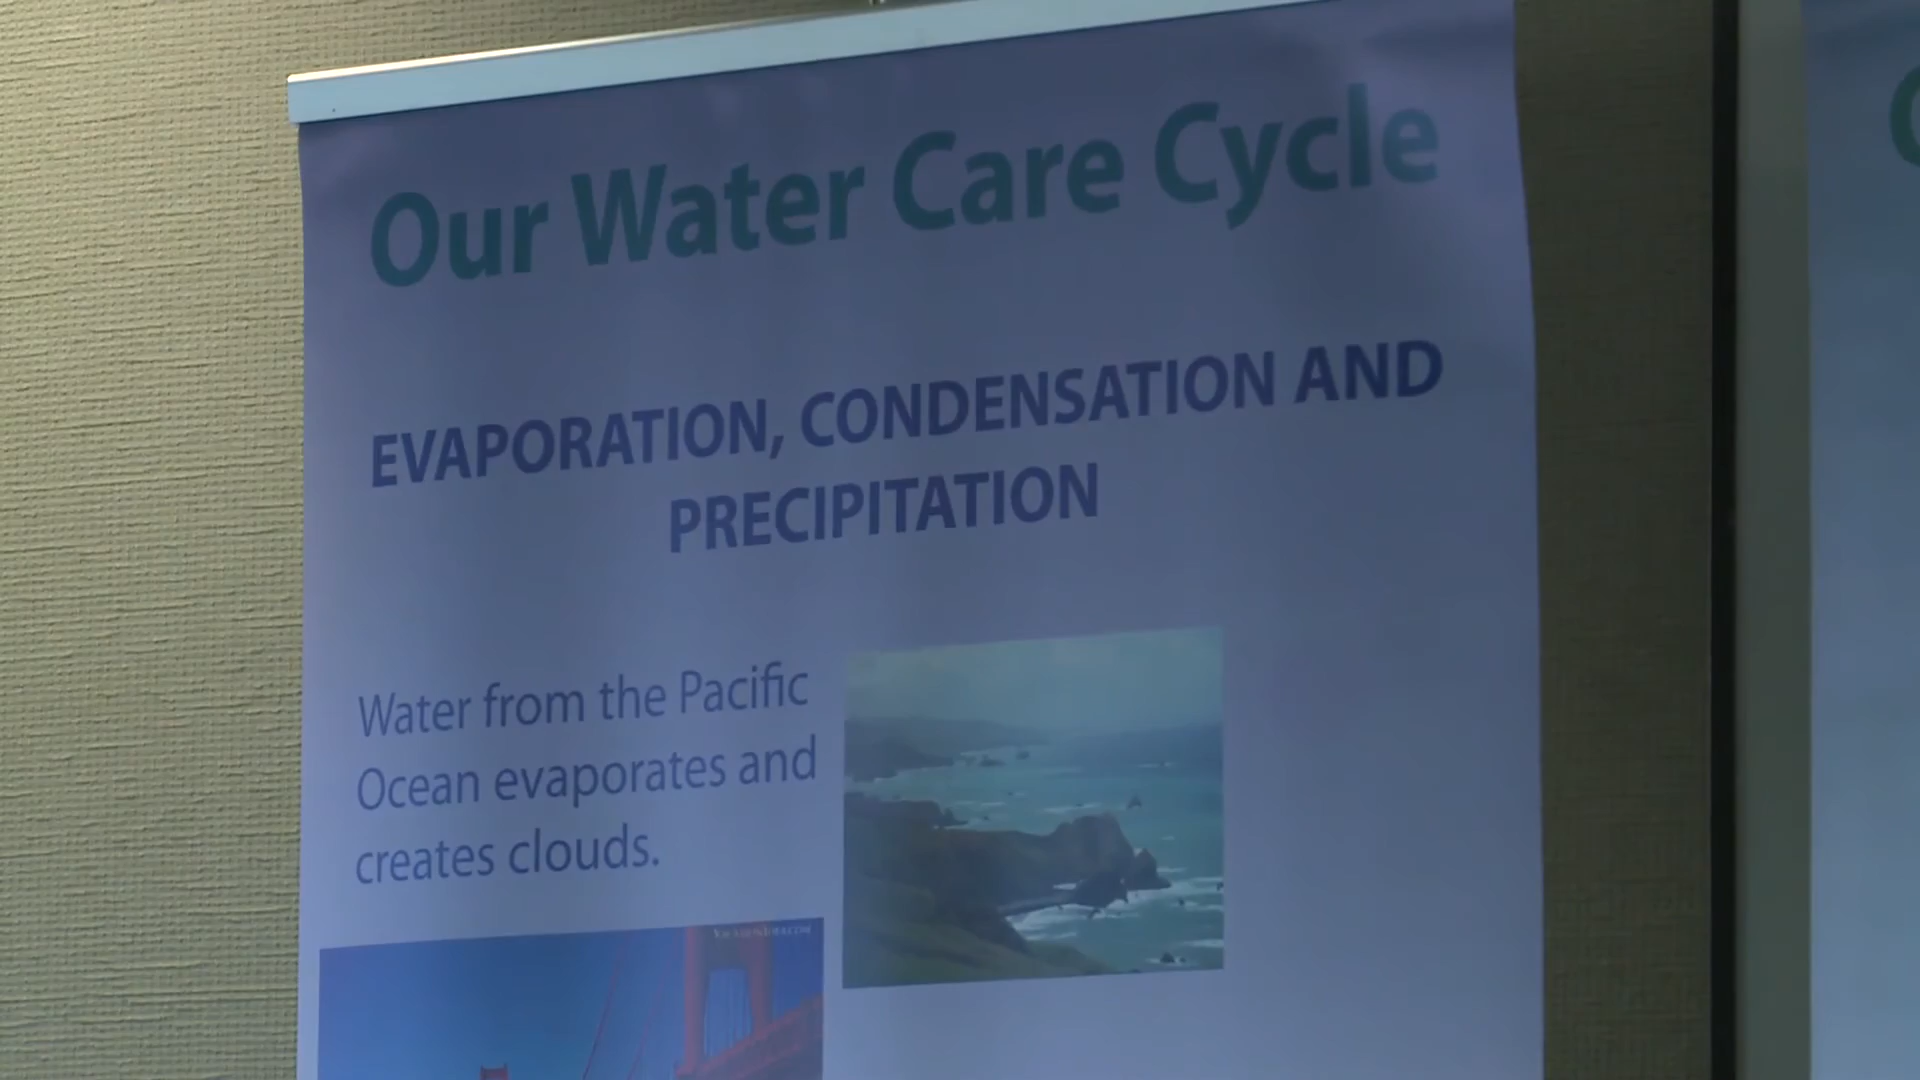 Our Water Care Cycle
EVAPORATION, CONDENSATION AND
PRECIPITATION
Water from the Pacific
Ocean evaporates and
creates clouds.